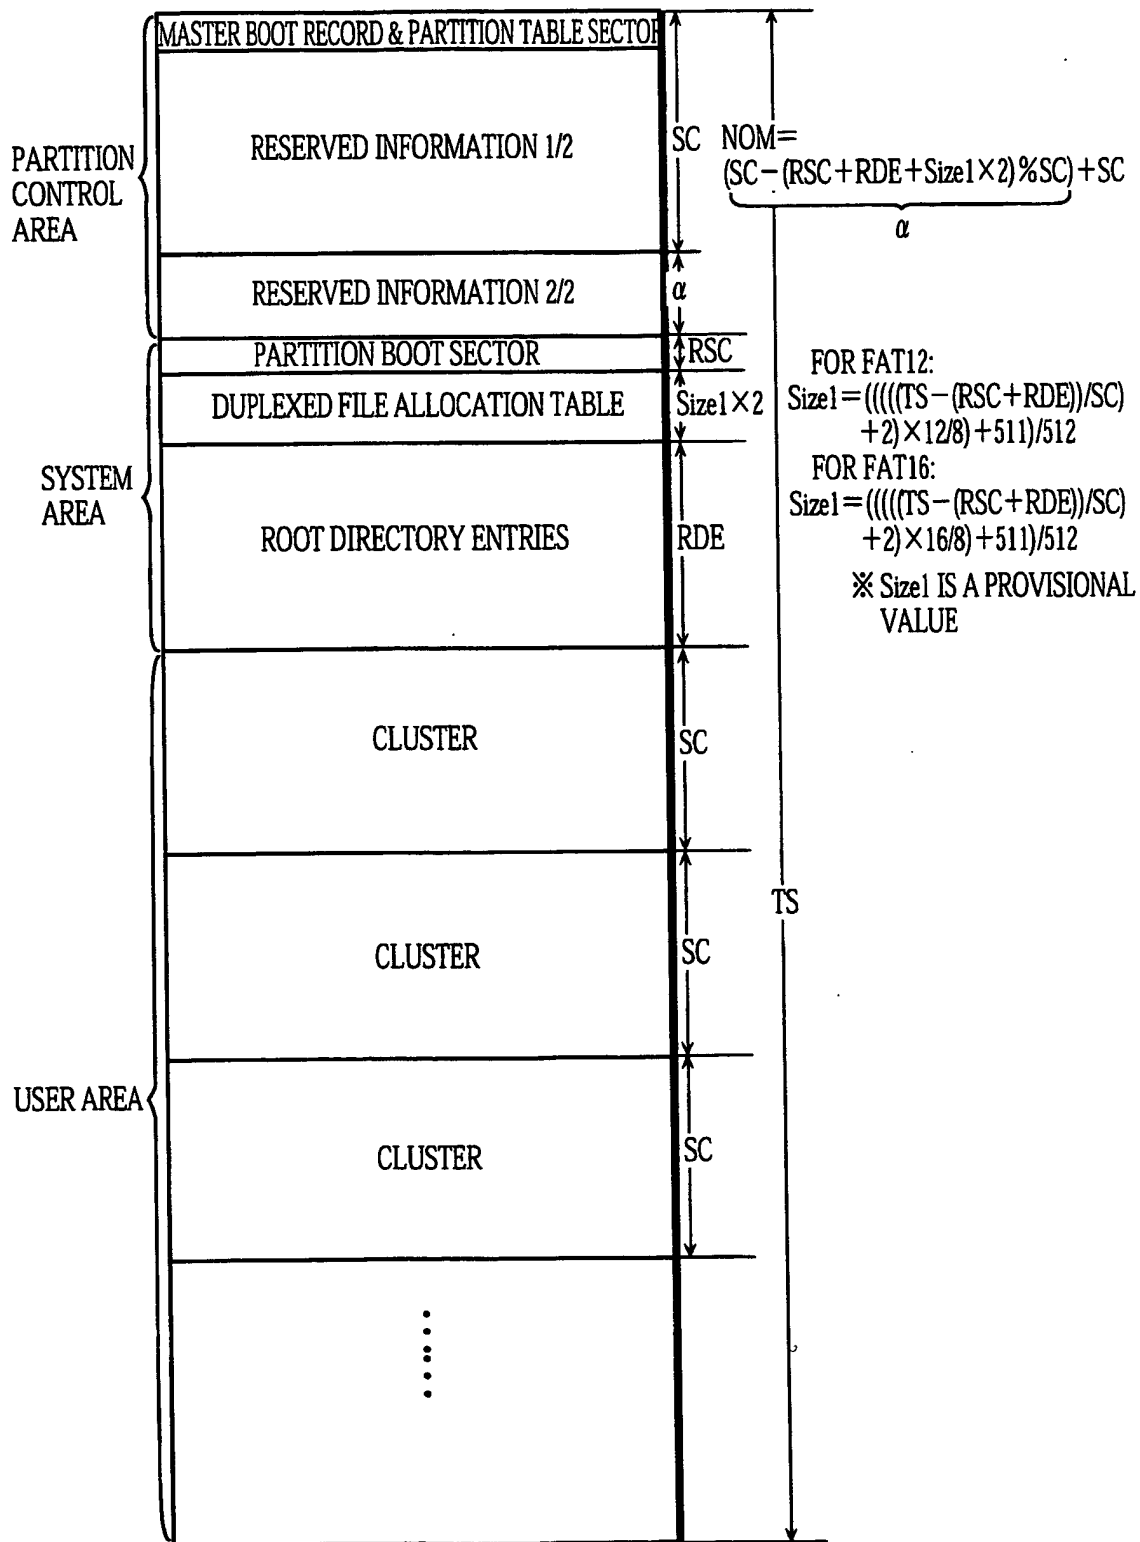 MASTER BOOT RECORD & PARTITION TABLE SECTOR
PARTITION
CONTROL
AREA
RESERVED INFORMATION 1/2
SC
NOM=
(SC-(RSC+RDE+Size1×2)%SC)+SC
α
RESERVED INFORMATION 2/2
α
PARTITION BOOT SECTOR
RSC
DUPLEXED FILE ALLOCATION TABLE
Size1×2
FOR FAT12:
Size1=(((((TS-(RSC+RDE))/SC)
+2)×12/8)+511)/512
FOR FAT16:
Size1=(((((TS-(RSC+RDE))/SC)
+2)×16/8)+511)/512
※ Size1 IS A PROVISIONAL
VALUE
SYSTEM
AREA
ROOT DIRECTORY ENTRIES
RDE
CLUSTER
SC
TS
CLUSTER
SC
USER AREA
CLUSTER
SC